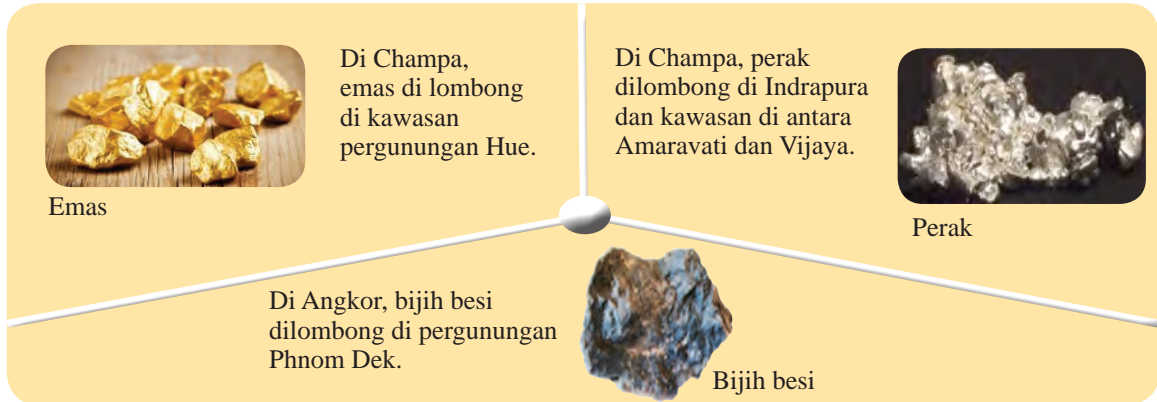 Di Champa,
emas di lombong
di kawasan
pergunungan Hue.
Emas
Di Champa, perak
dilombong di Indrapura
dan kawasan di antara
Amaravati dan Vijaya.
Perak
Di Angkor, bijih besi
dilombong di pergunungan
Phnom Dek.
Bijih besi